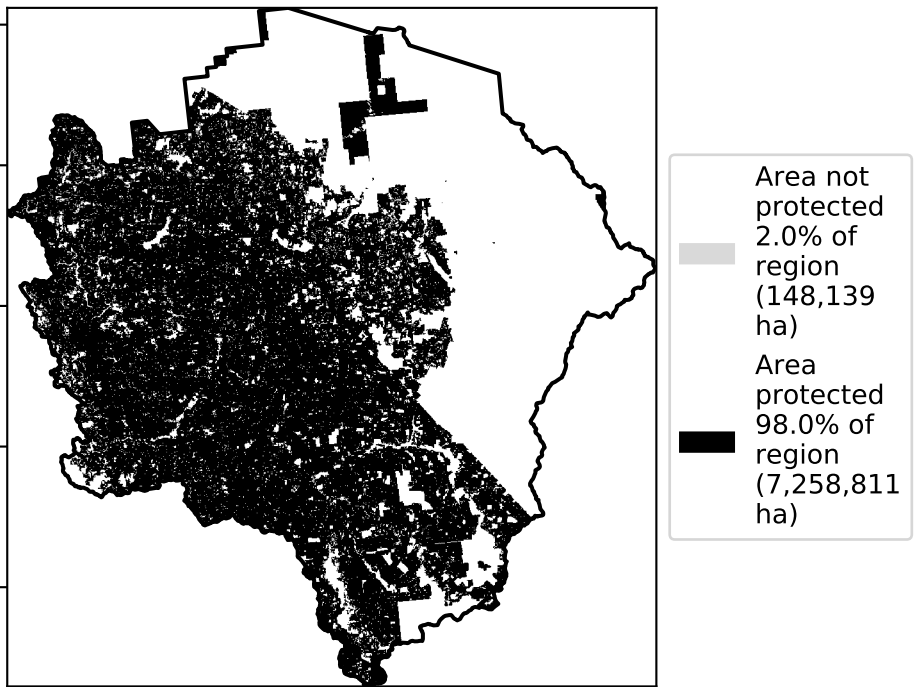 Area not
protected
2.0% of
region
(148,139
ha)
Area
protected
98.0% of
region
(7,258,811
ha)